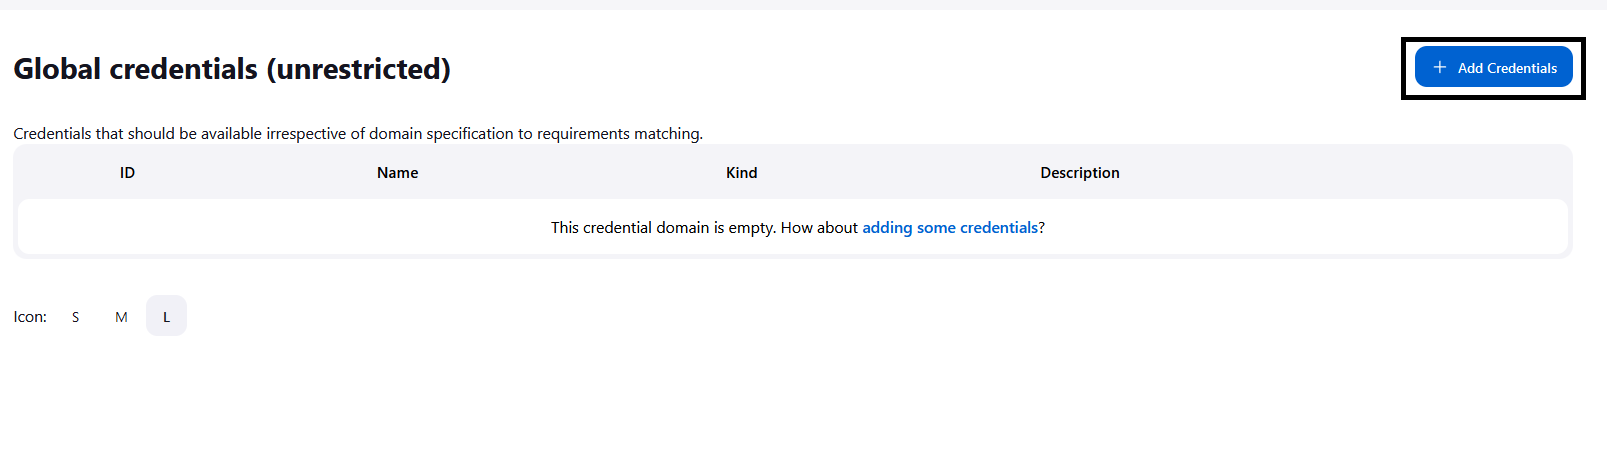 Global credentials (unrestricted)
+ Add Credentials
Credentials that should be available irrespective of domain specification to requirements matching.
ID Name Kind Description
This credential domain is empty. How about adding some credentials?
Icon: S M L